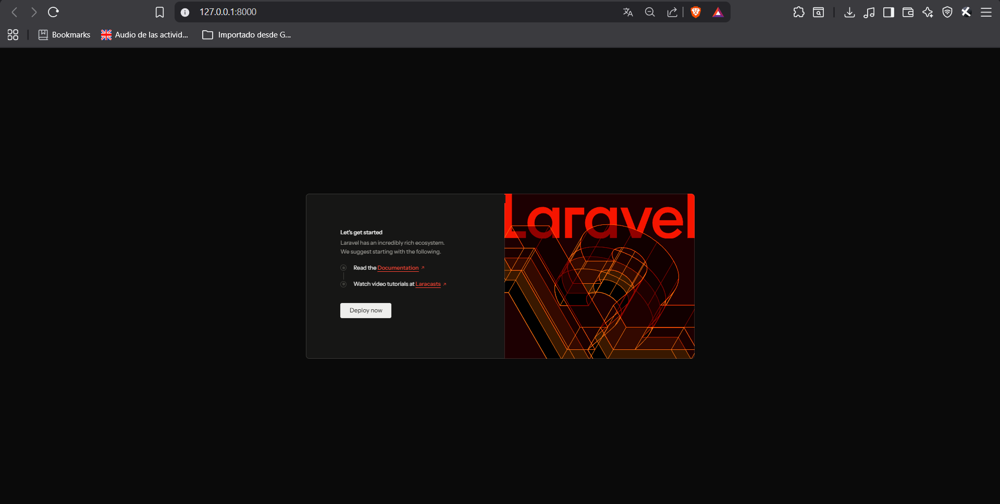 127.0.0.1:8000
Bookmarks
Audio de las activid...
Importado desde G...
Let's get started
Laravel has an incredibly rich ecosystem.
We suggest starting with the following.
Read the Documentation
Watch video tutorials at Laracasts
Deploy now
Laravel